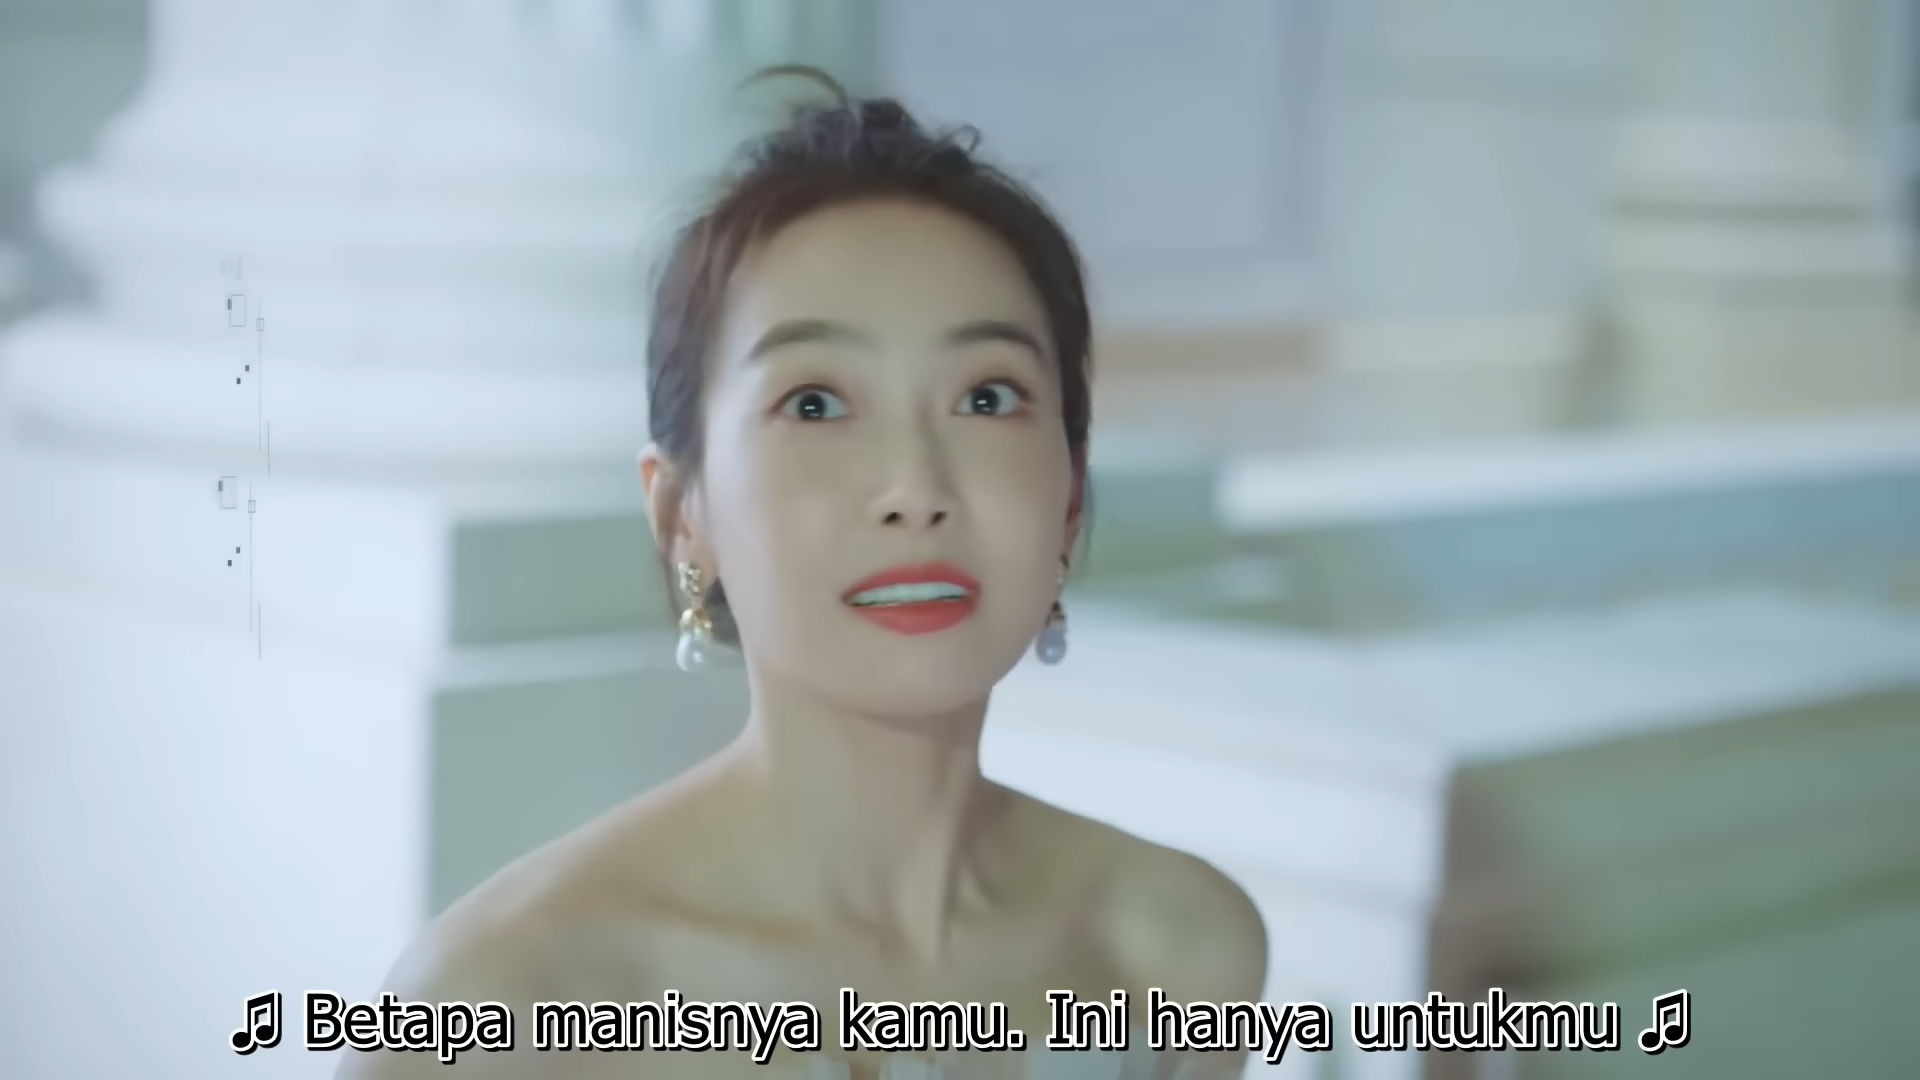 ♫ Betapa manisnya kamu. Ini hanya untukmu ♫